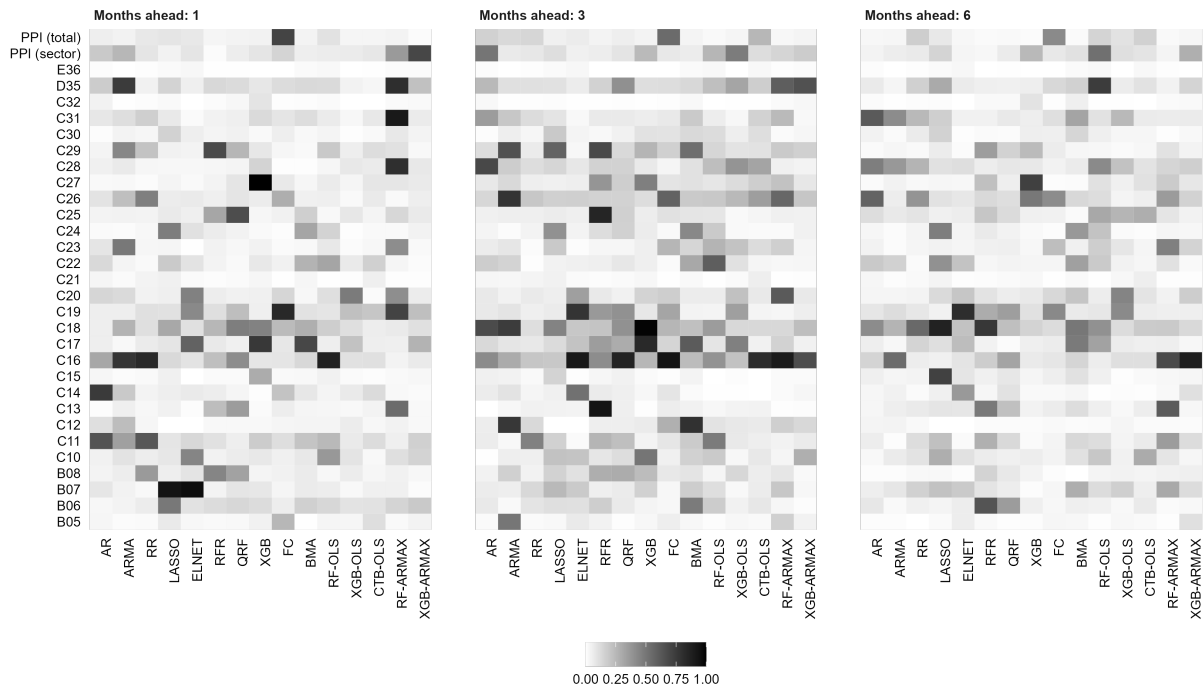 Months ahead: 1
Months ahead: 3
Months ahead: 6
PPI (total)
PPI (sector)
E36
D35
C32
C31
C30
C29
C28
C27
C26
C25
C24
C23
C22
C21
C20
C19
C18
C17
C16
C15
C14
C13
C12
C11
C10
B08
B07
B06
B05
AR
ARMA
RR
LASSO
ELNET
RFR
QRF
XGB
FC
BMA
RF-OLS
XGB-OLS
CTB-OLS
RF-ARMAX
XGB-ARMAX
AR
ARMA
RR
LASSO
ELNET
RFR
QRF
XGB
FC
BMA
RF-OLS
XGB-OLS
CTB-OLS
RF-ARMAX
XGB-ARMAX
AR
ARMA
RR
LASSO
ELNET
RFR
QRF
XGB
FC
BMA
RF-OLS
XGB-OLS
CTB-OLS
RF-ARMAX
XGB-ARMAX
0.00 0.25 0.50 0.75 1.00